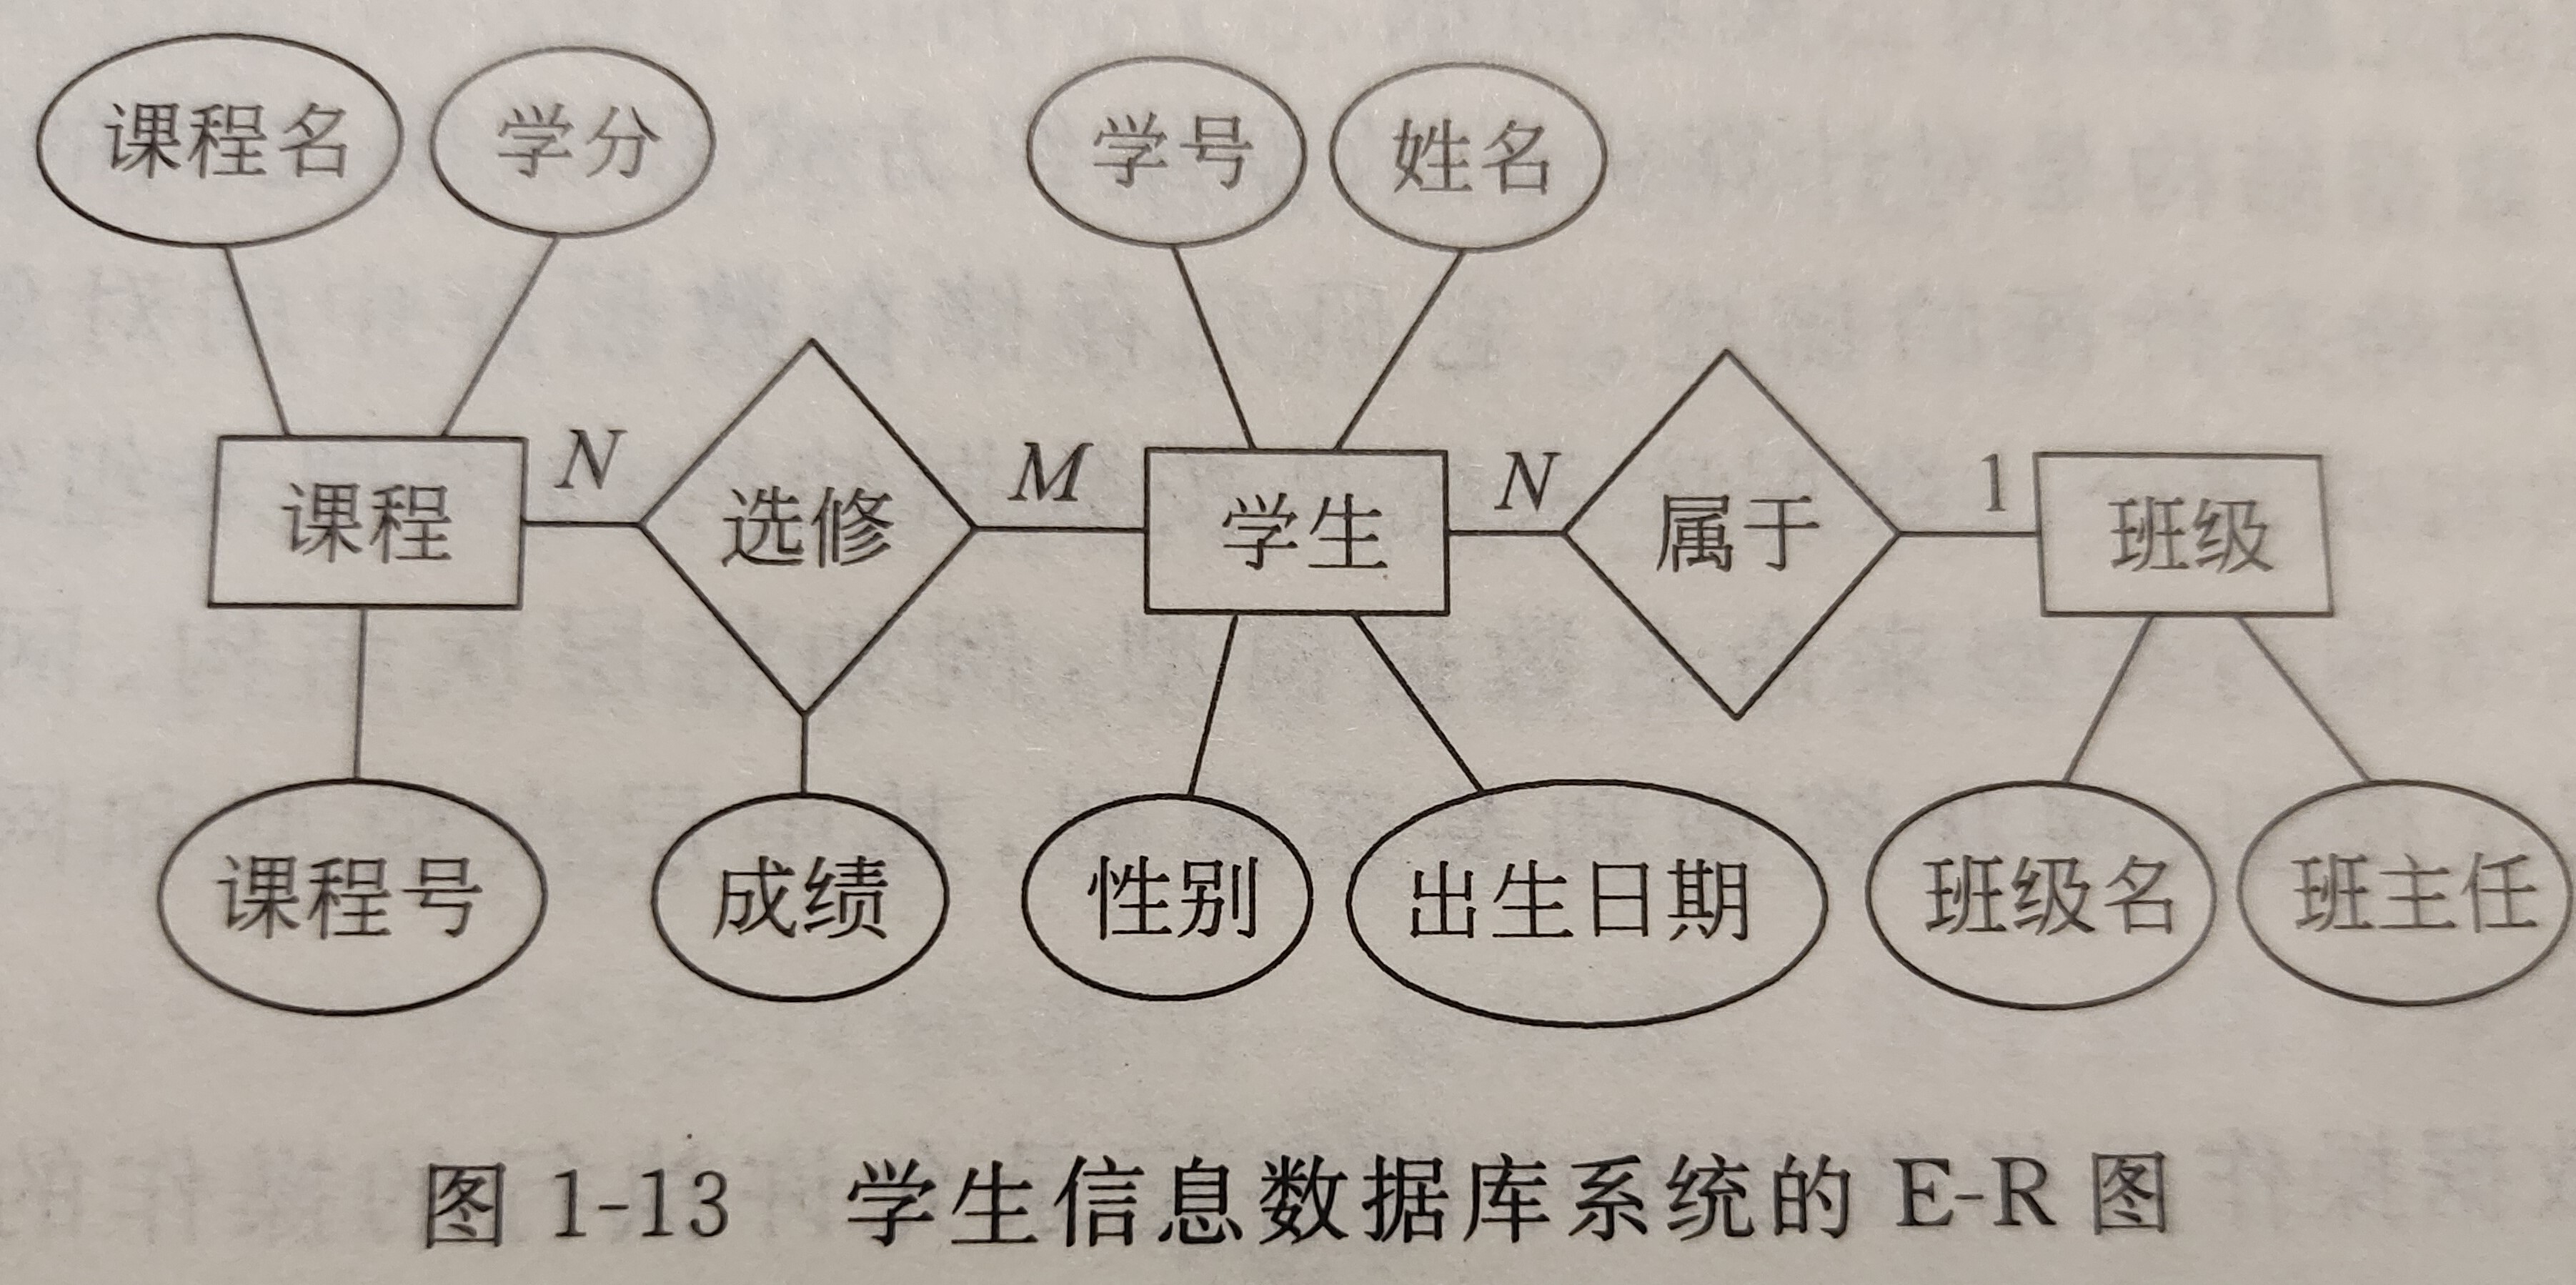 课程名 学分 学号 姓名
课程 N 选修 M 学生 N 属于 1 班级
课程号 成绩 性别 出生日期 班级名 班主任
图 1-13 学生信息数据库系统的 E-R 图